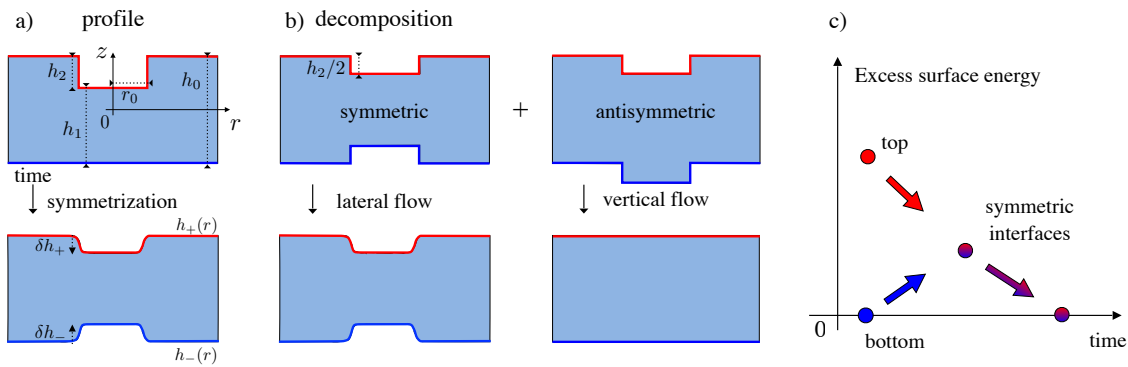 a) profile
z
h₂
r₀
h₀
h₁
0
r
time
symmetrization
h₊(r)
δh₊
δh₋
h₋(r)
b) decomposition
h₂/2
symmetric
+
antisymmetric
lateral flow
vertical flow
c)
Excess surface energy
top
symmetric
interfaces
0
bottom
time